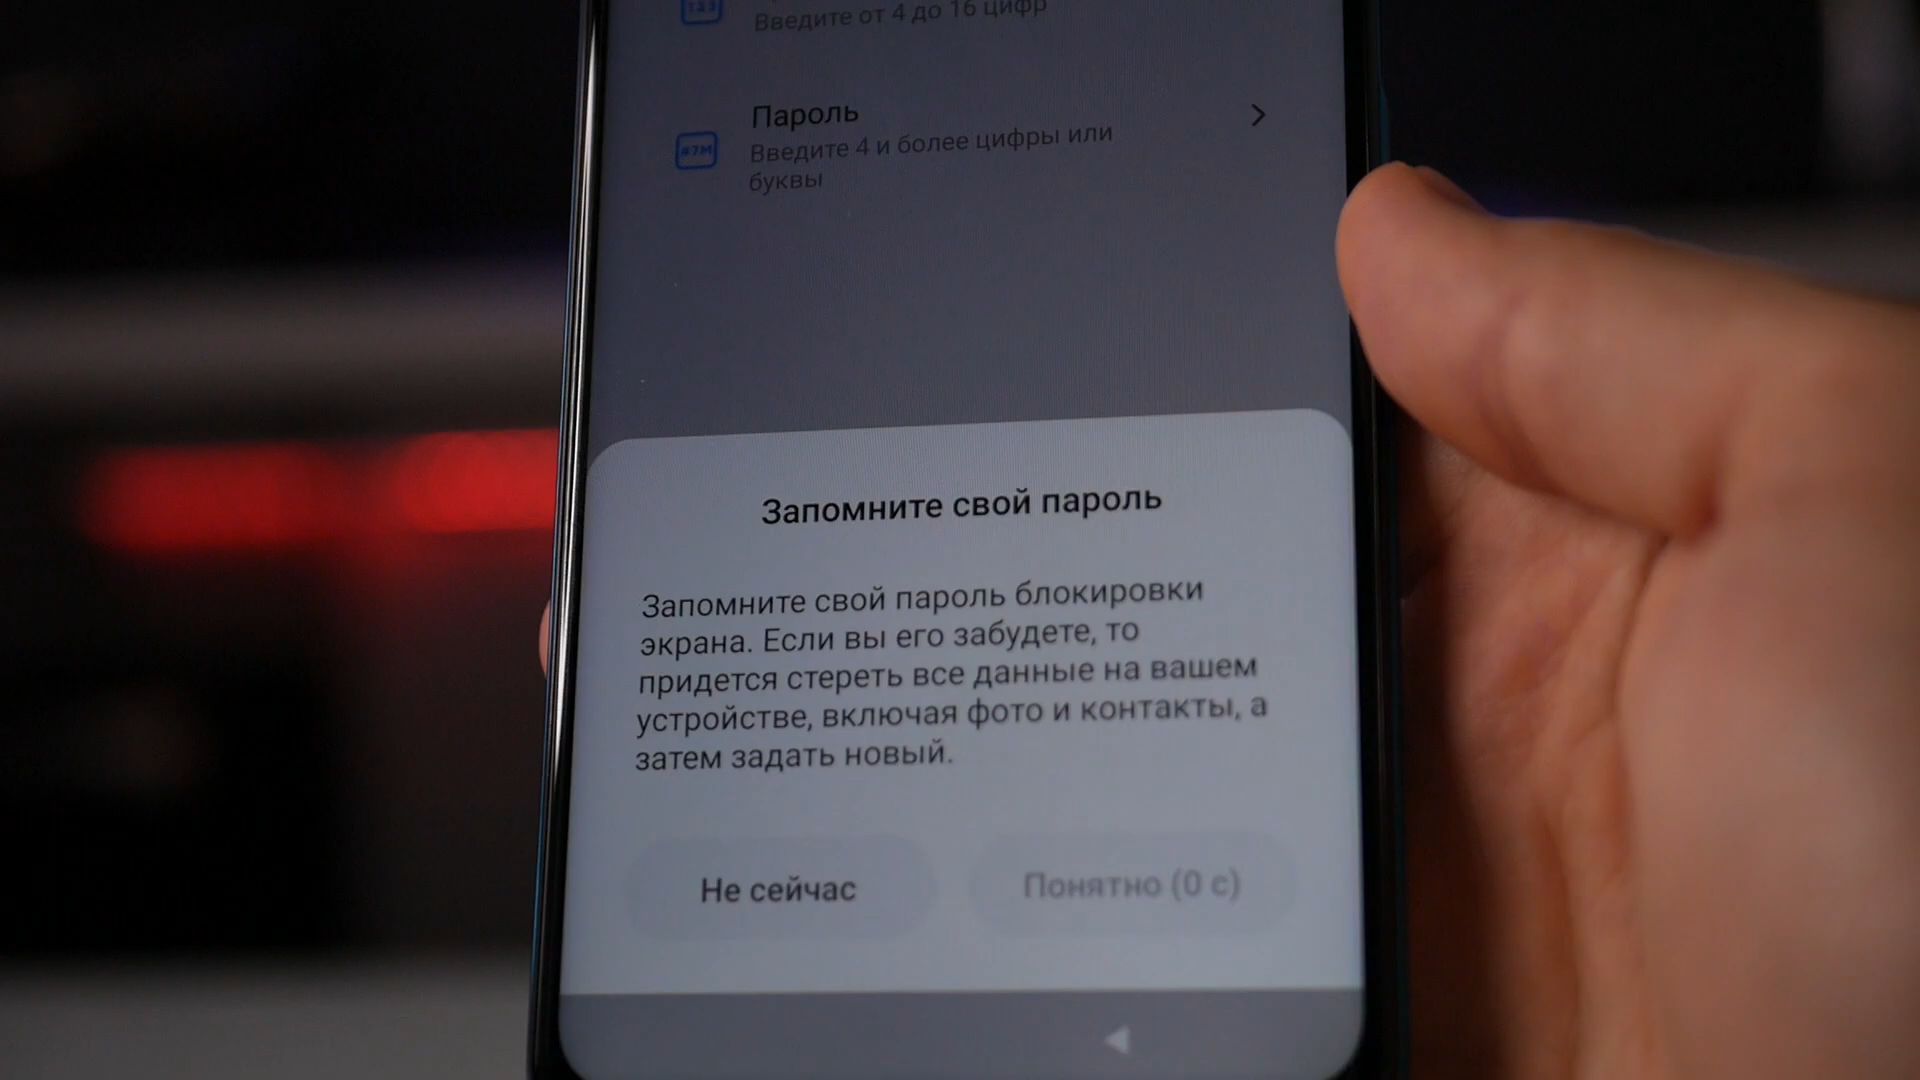 123
Введите от 4 до 16 цифр
Пароль
#7M
Введите 4 и более цифры или
буквы
Запомните свой пароль
Запомните свой пароль блокировки
экрана. Если вы его забудете, то
придется стереть все данные на вашем
устройстве, включая фото и контакты, а
затем задать новый.
Не сейчас
Понятно (0 с)